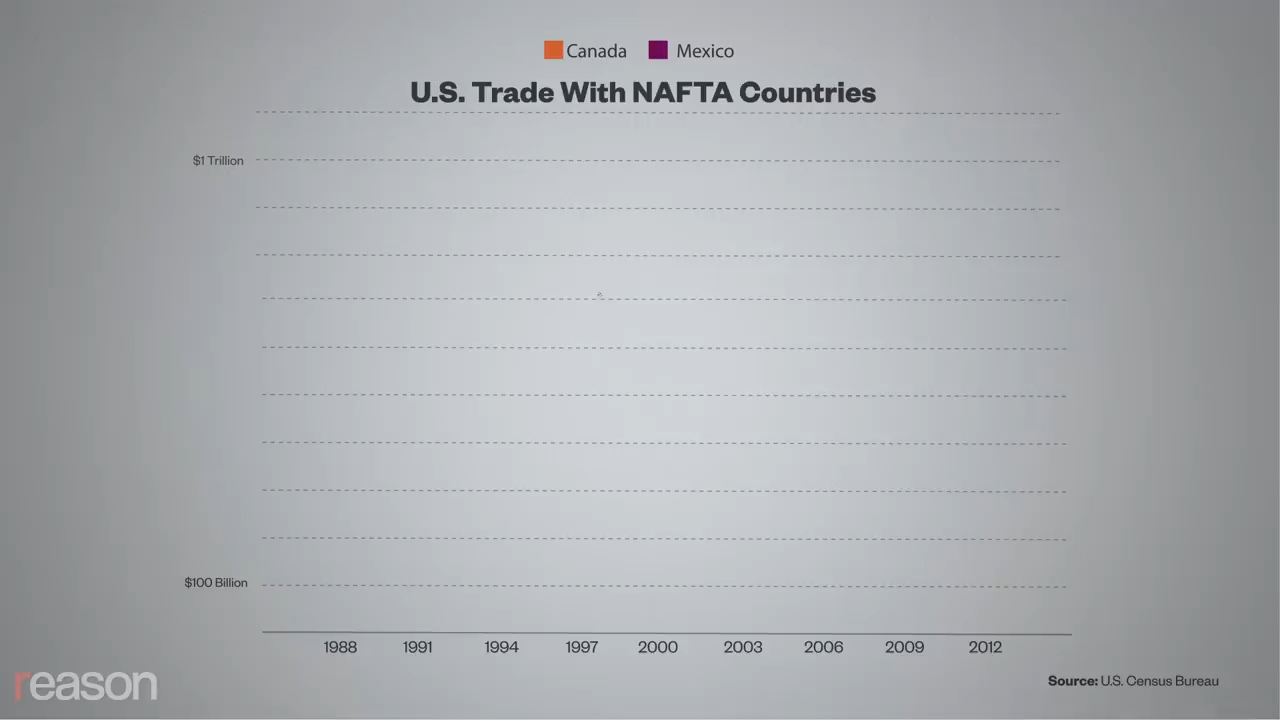 Canada Mexico
U.S. Trade With NAFTA Countries
$1 Trillion
$100 Billion
1988 1991 1994 1997 2000 2003 2006 2009 2012
reason
Source: U.S. Census Bureau